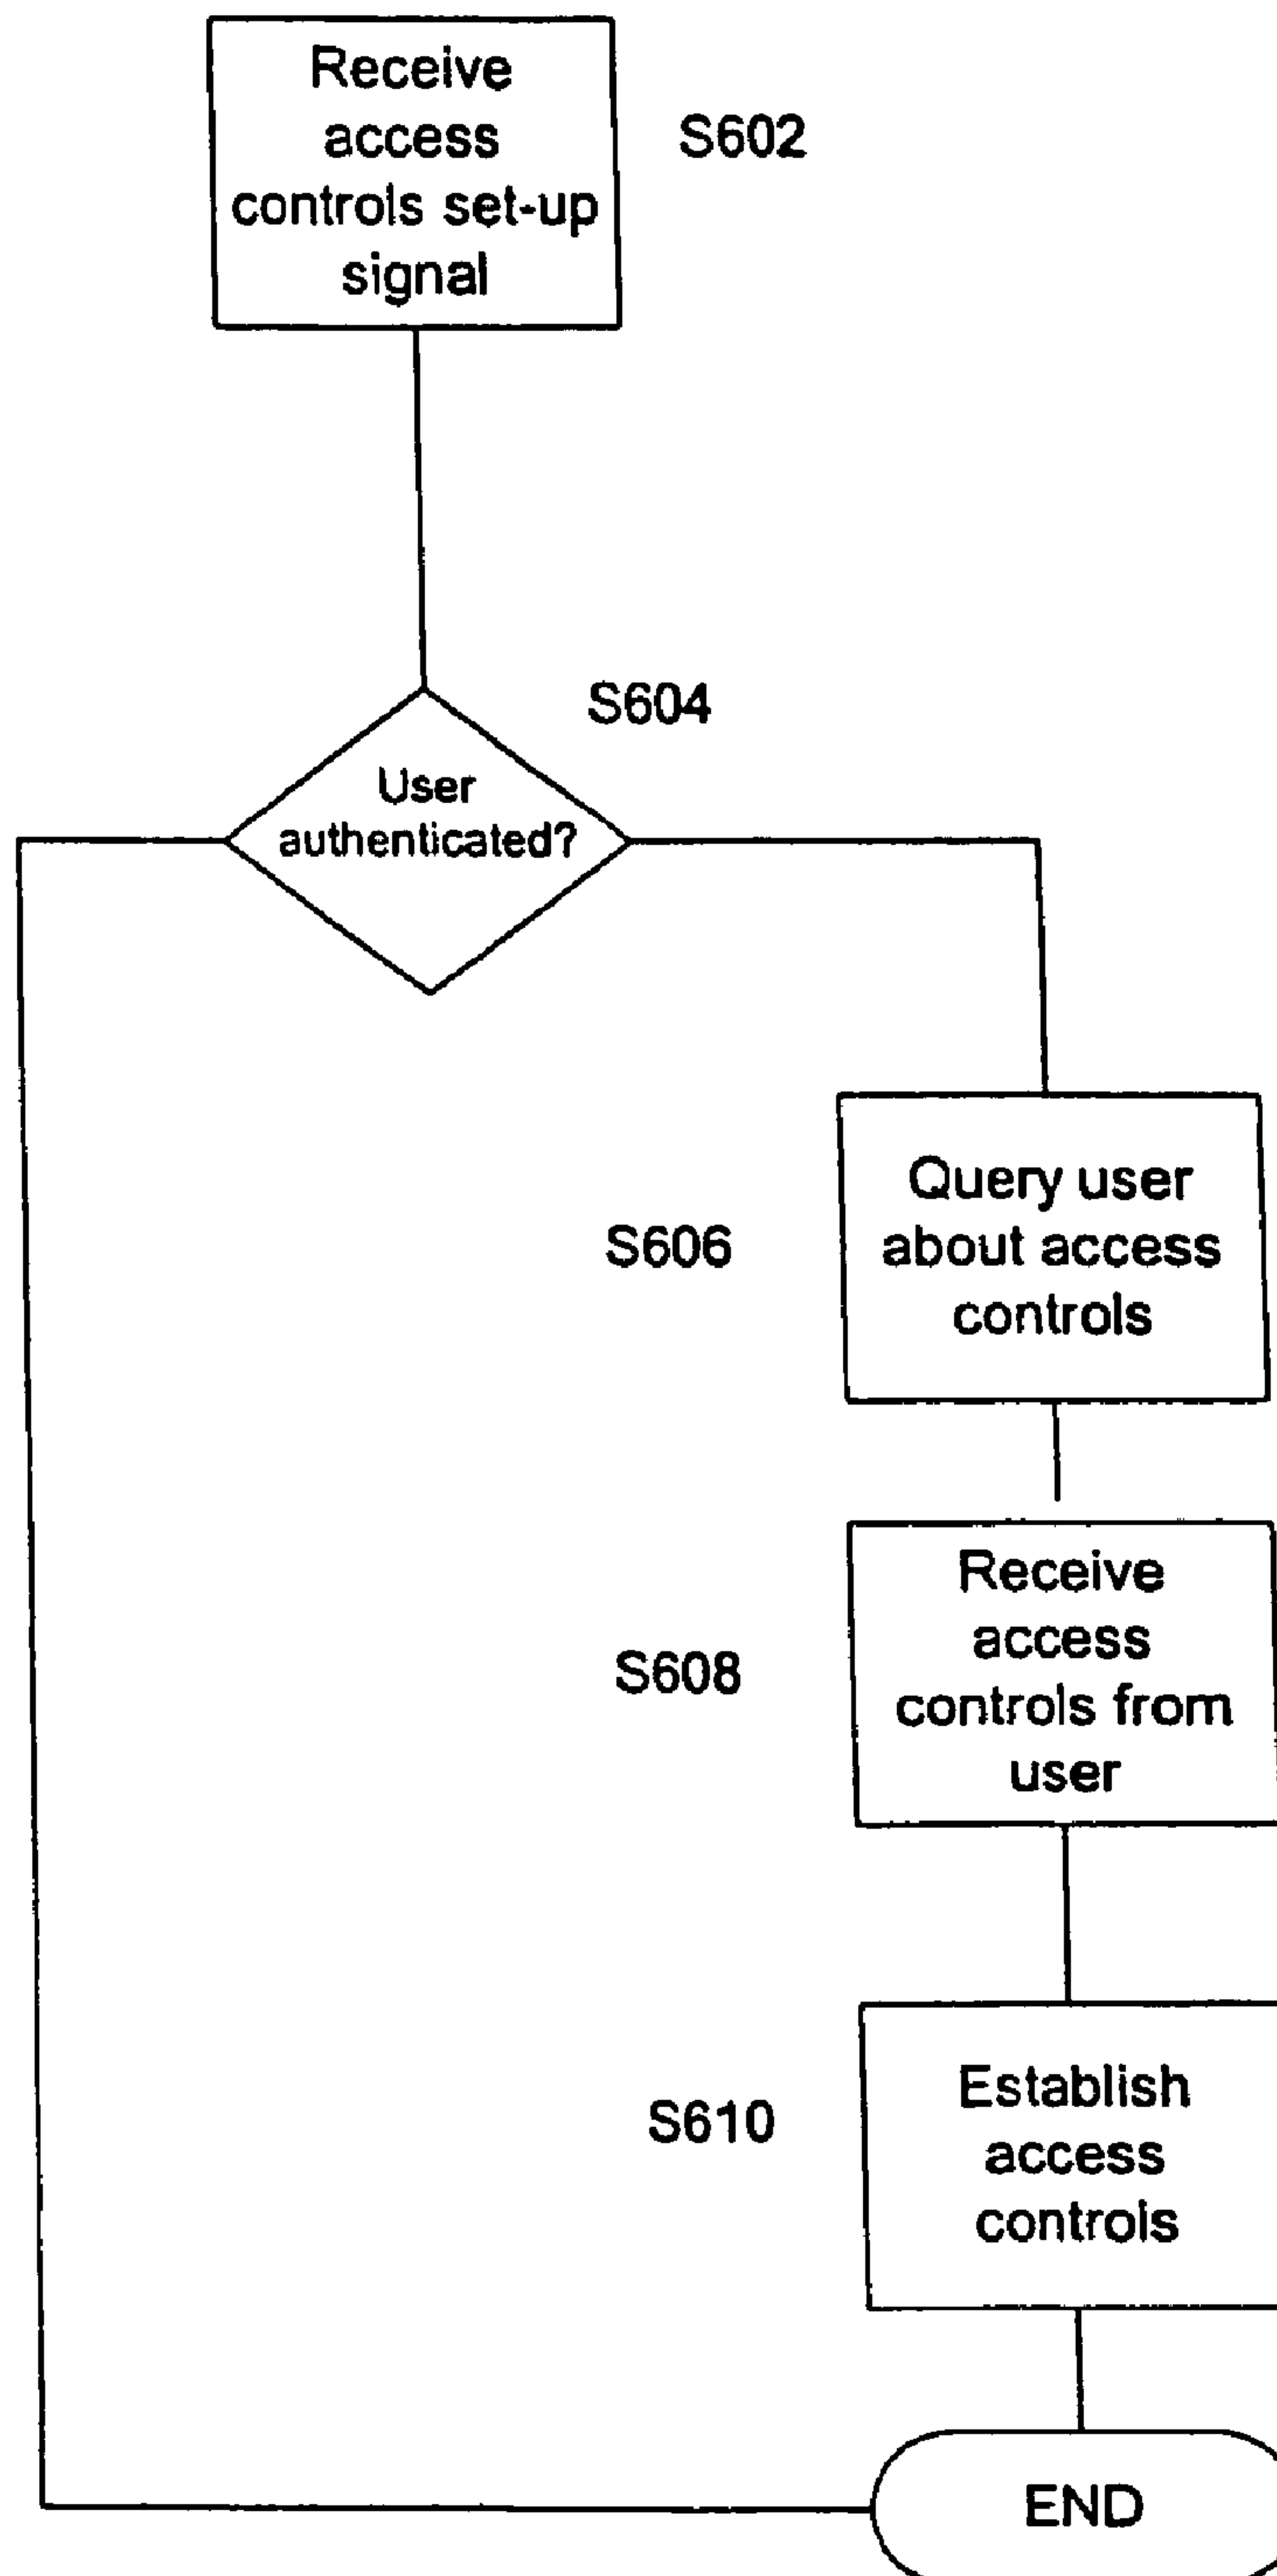 Receive
access
controls set-up
signal
S602
S604
User
authenticated?
Query user
about access
controls
S606
Receive
access
controls from
user
S608
Establish
access
controls
S610
END